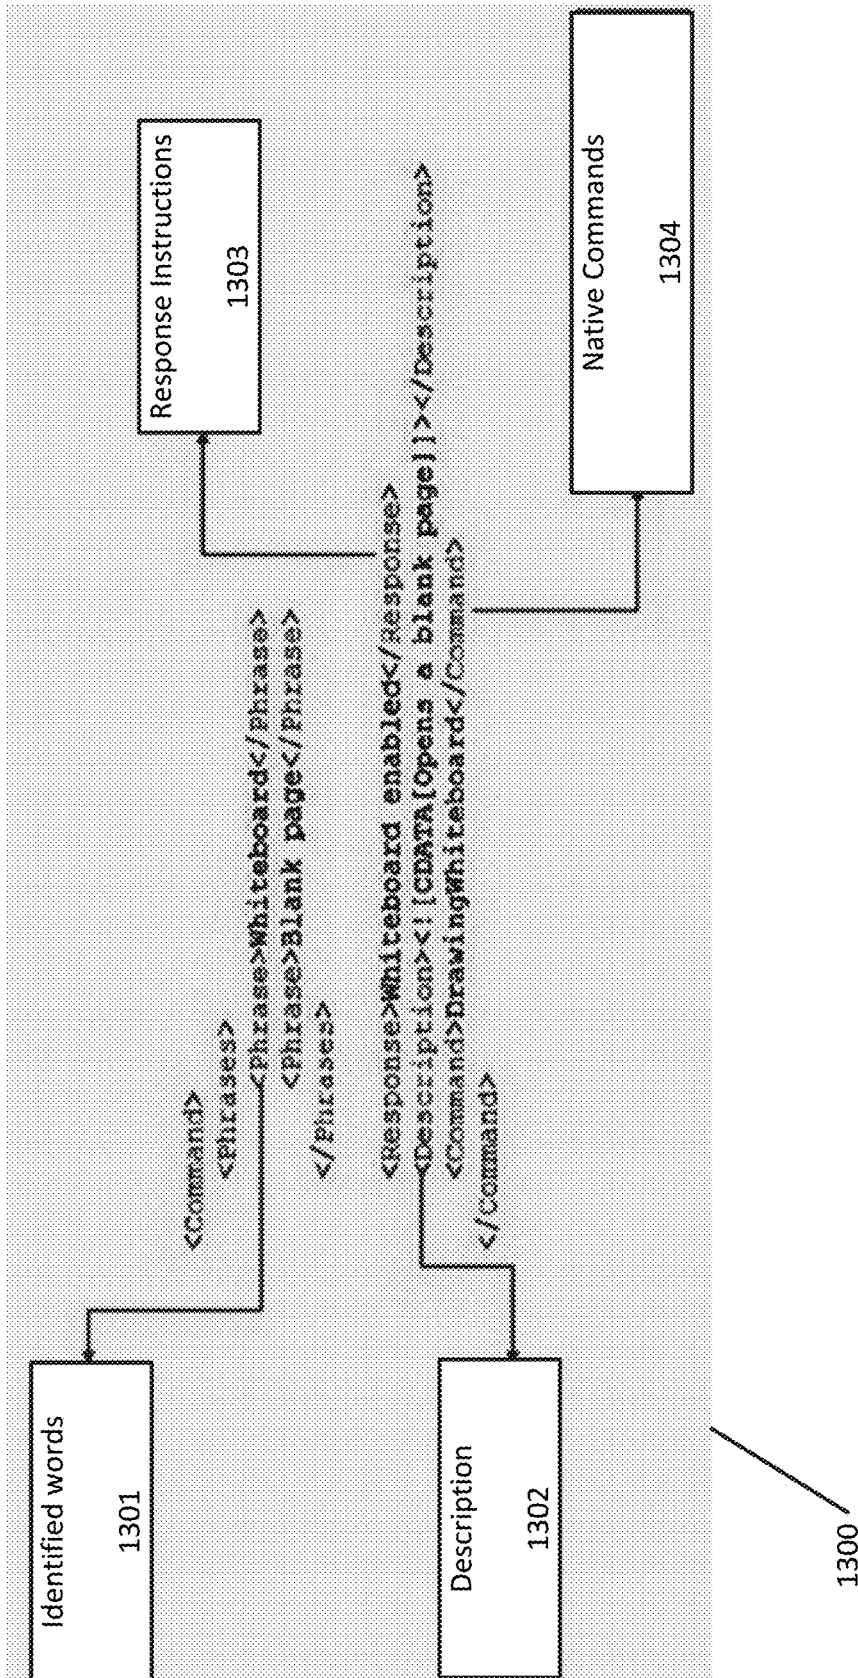 Identified words
1301
Response Instructions
1303
<Command>
<Phrases>
<Phrase>Whiteboard</Phrase>
<Phrase>Blank page</Phrase>
</Phrases>
<Response>Whiteboard enabled</Response>
<Description><![CDATA[Opens a blank page]]></Description>
<Command>DrawingWhiteboard</Command>
</Command>
Description
1302
Native Commands
1304
1300